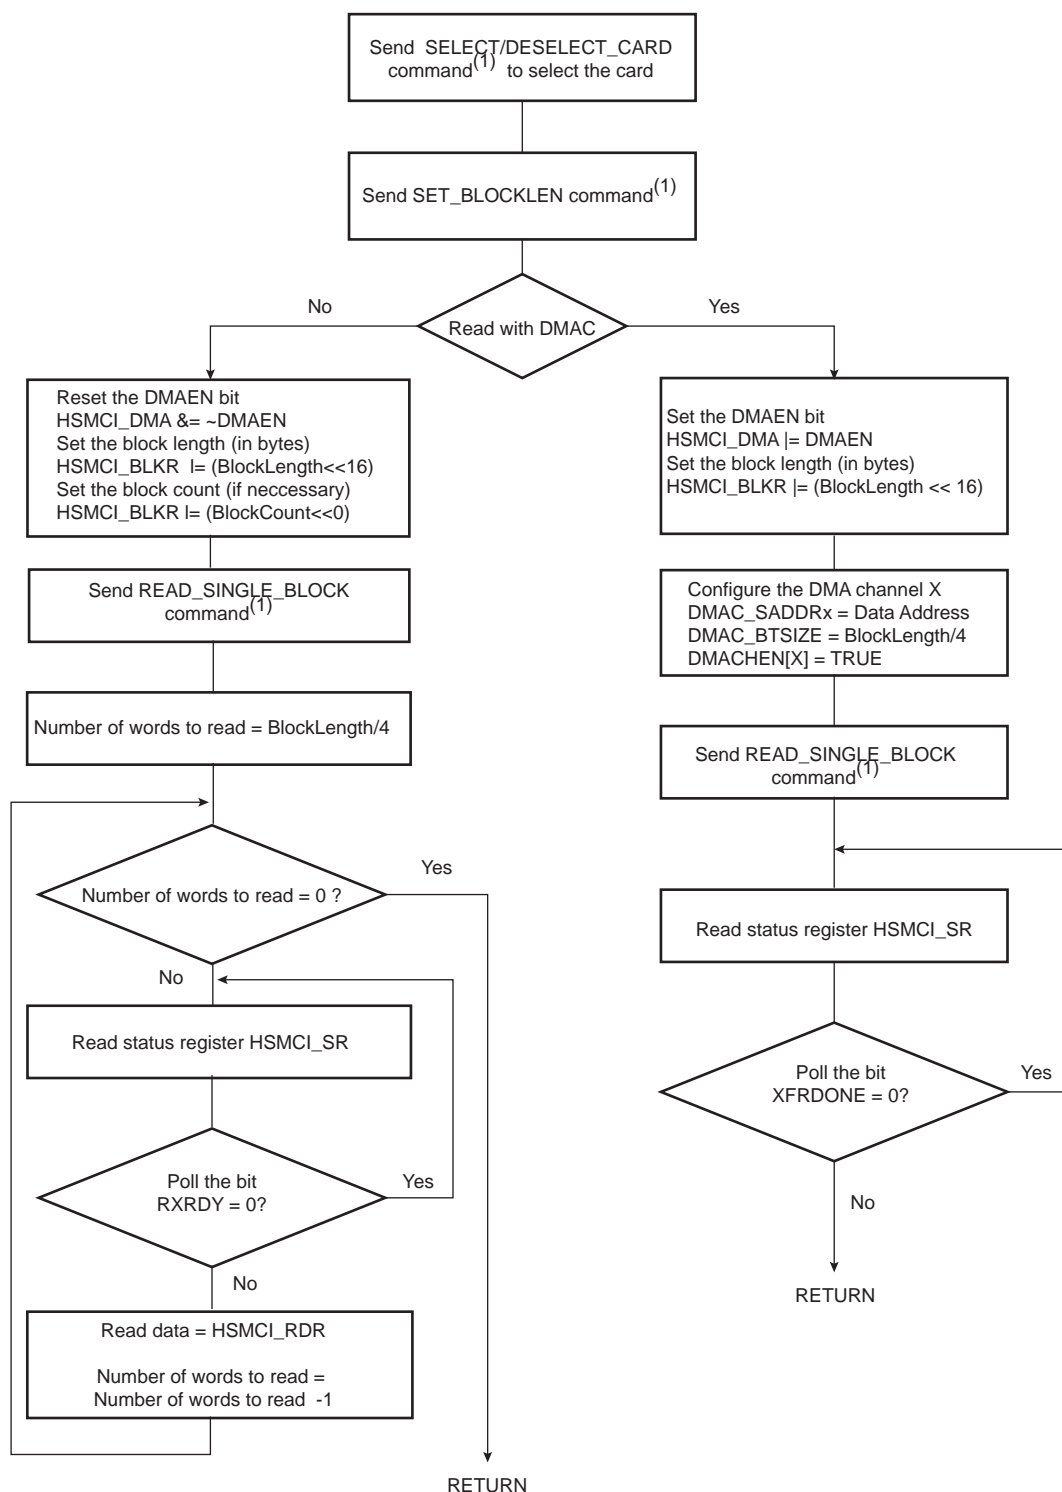 Send SELECT/DESELECT_CARD
command(1) to select the card
Send SET_BLOCKLEN command(1)
No
Yes
Read with DMAC
Reset the DMAEN bit
HSMCI_DMA &= ~DMAEN
Set the block length (in bytes)
HSMCI_BLKR l= (BlockLength<<16)
Set the block count (if neccessary)
HSMCI_BLKR l= (BlockCount<<0)
Send READ_SINGLE_BLOCK
command(1)
Number of words to read = BlockLength/4
Number of words to read = 0 ?
Yes
No
Read status register HSMCI_SR
Poll the bit
RXRDY = 0?
Yes
No
Read data = HSMCI_RDR
Number of words to read =
Number of words to read -1
RETURN
Set the DMAEN bit
HSMCI_DMA |= DMAEN
Set the block length (in bytes)
HSMCI_BLKR |= (BlockLength << 16)
Configure the DMA channel X
DMAC_SADDRx = Data Address
DMAC_BTSIZE = BlockLength/4
DMACHEN[X] = TRUE
Send READ_SINGLE_BLOCK
command(1)
Read status register HSMCI_SR
Poll the bit
XFRDONE = 0?
Yes
No
RETURN